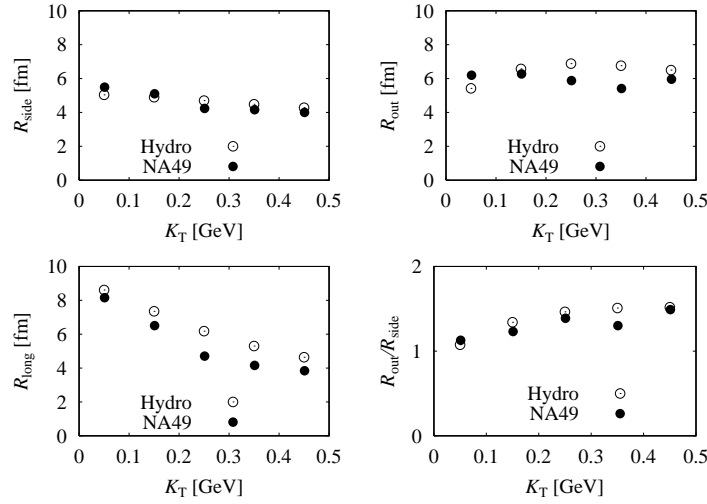 10
8
6
4
2
0
R_side [fm]
Hydro
NA49
0 0.1 0.2 0.3 0.4 0.5
K_T [GeV]
10
8
6
4
2
0
R_out [fm]
Hydro
NA49
0 0.1 0.2 0.3 0.4 0.5
K_T [GeV]
10
8
6
4
2
0
R_long [fm]
Hydro
NA49
0 0.1 0.2 0.3 0.4 0.5
K_T [GeV]
2
1
0
R_out/R_side
Hydro
NA49
0 0.1 0.2 0.3 0.4 0.5
K_T [GeV]